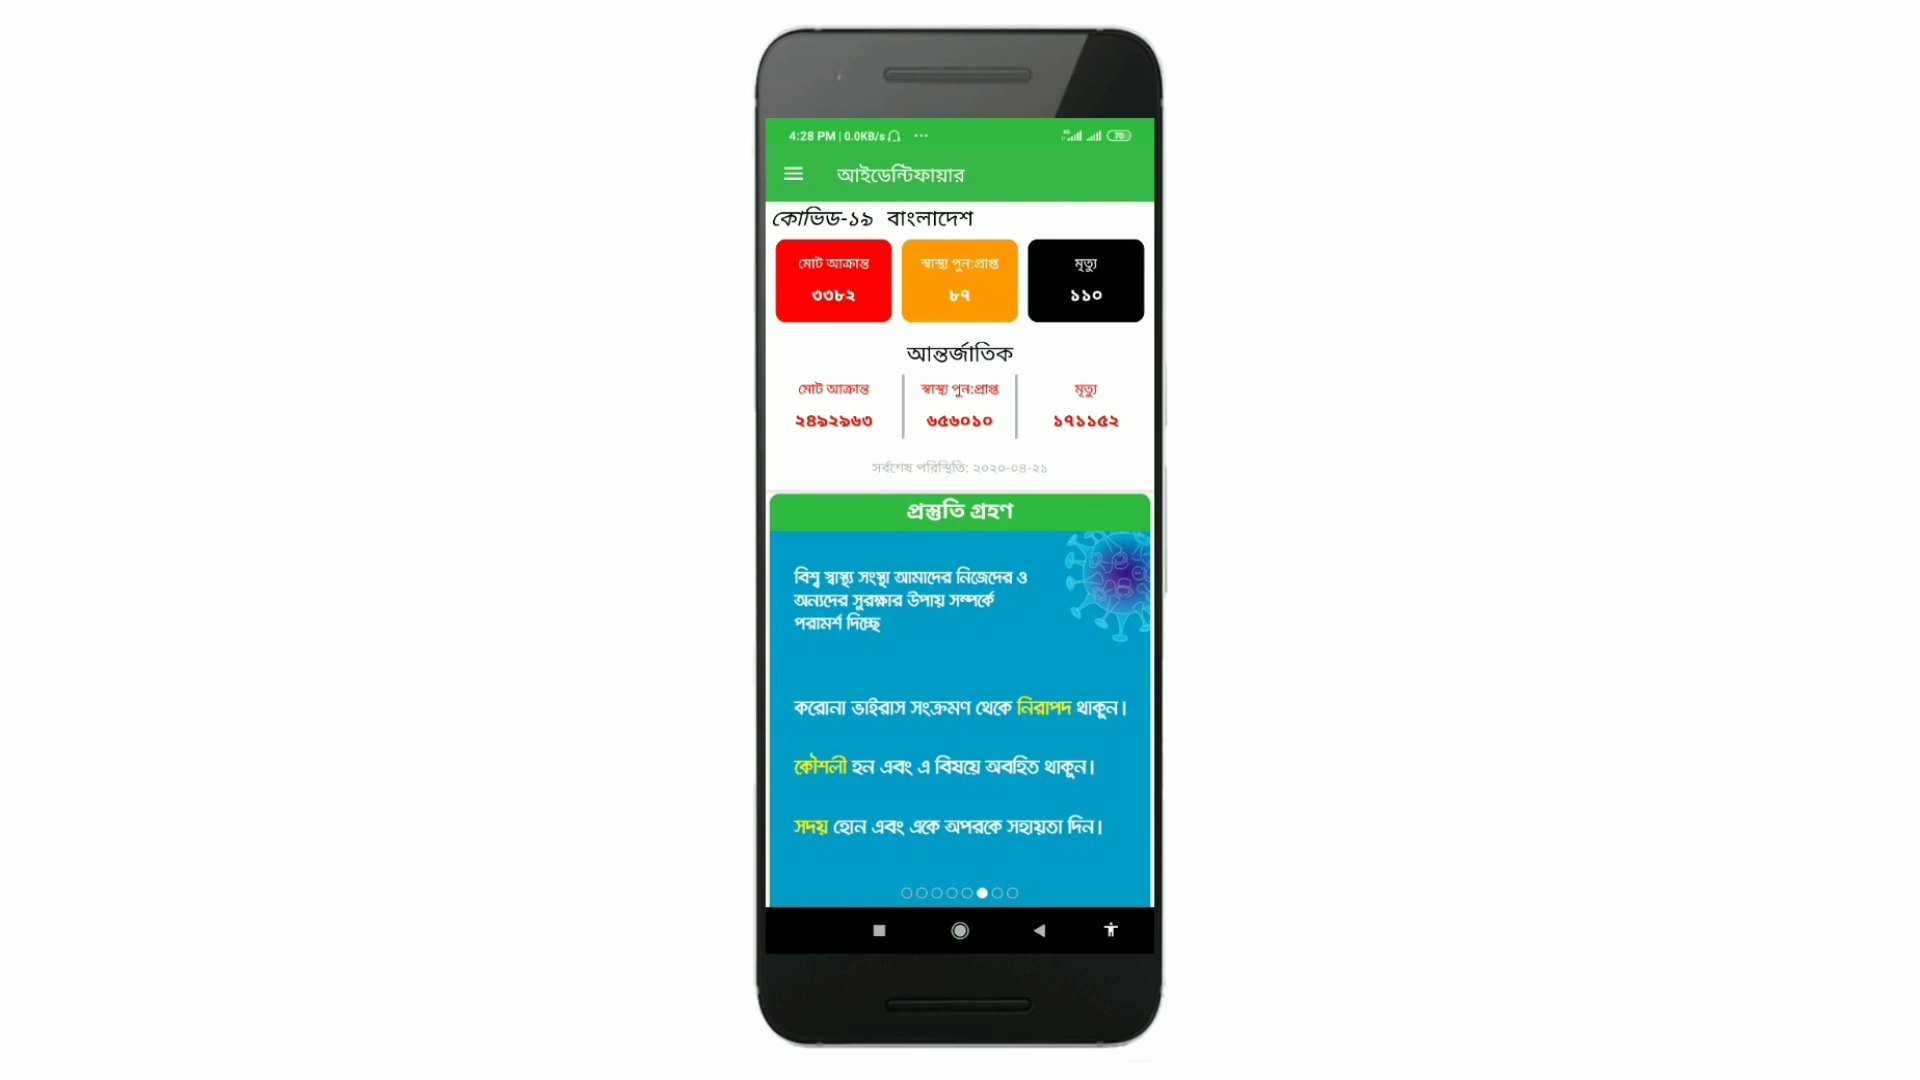 4:28 PM | 0.0KB/s ...
4G 70
আইডেন্টিফায়ার
কোভিড-১৯ বাংলাদেশ
মোট আক্রান্ত স্বাস্থ্য পুন:প্রাপ্ত মৃত্যু
৩৩৮২ ৮৭ ১১০
আন্তর্জাতিক
মোট আক্রান্ত স্বাস্থ্য পুন:প্রাপ্ত মৃত্যু
২৪৯২৯৬৩ ৬৫৬০১০ ১৭১১৫২
সর্বশেষ পরিস্থিতি: ২০২০-০৪-২১
প্রস্তুতি গ্রহণ
বিশ্ব স্বাস্থ্য সংস্থা আমাদের নিজেদের ও
অন্যদের সুরক্ষার উপায় সম্পর্কে
পরামর্শ দিচ্ছে
করোনা ভাইরাস সংক্রমণ থেকে নিরাপদ থাকুন।
কৌশলী হন এবং এ বিষয়ে অবহিত থাকুন।
সদয় হোন এবং একে অপরকে সহায়তা দিন।